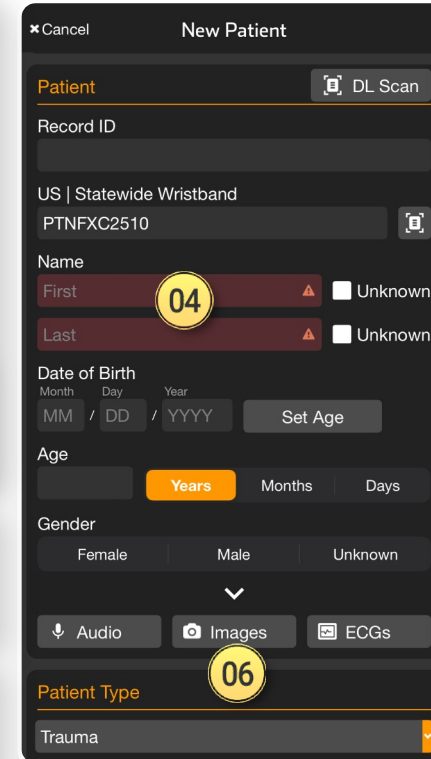 ✖Cancel New Patient
Patient DL Scan
Record ID
US | Statewide Wristband
PTNFXC2510
Name
First 04 Unknown
Last Unknown
Date of Birth
Month Day Year
MM / DD / YYYY Set Age
Age
Years Months Days
Gender
Female Male Unknown
Audio Images ECGs
06
Patient Type
Trauma